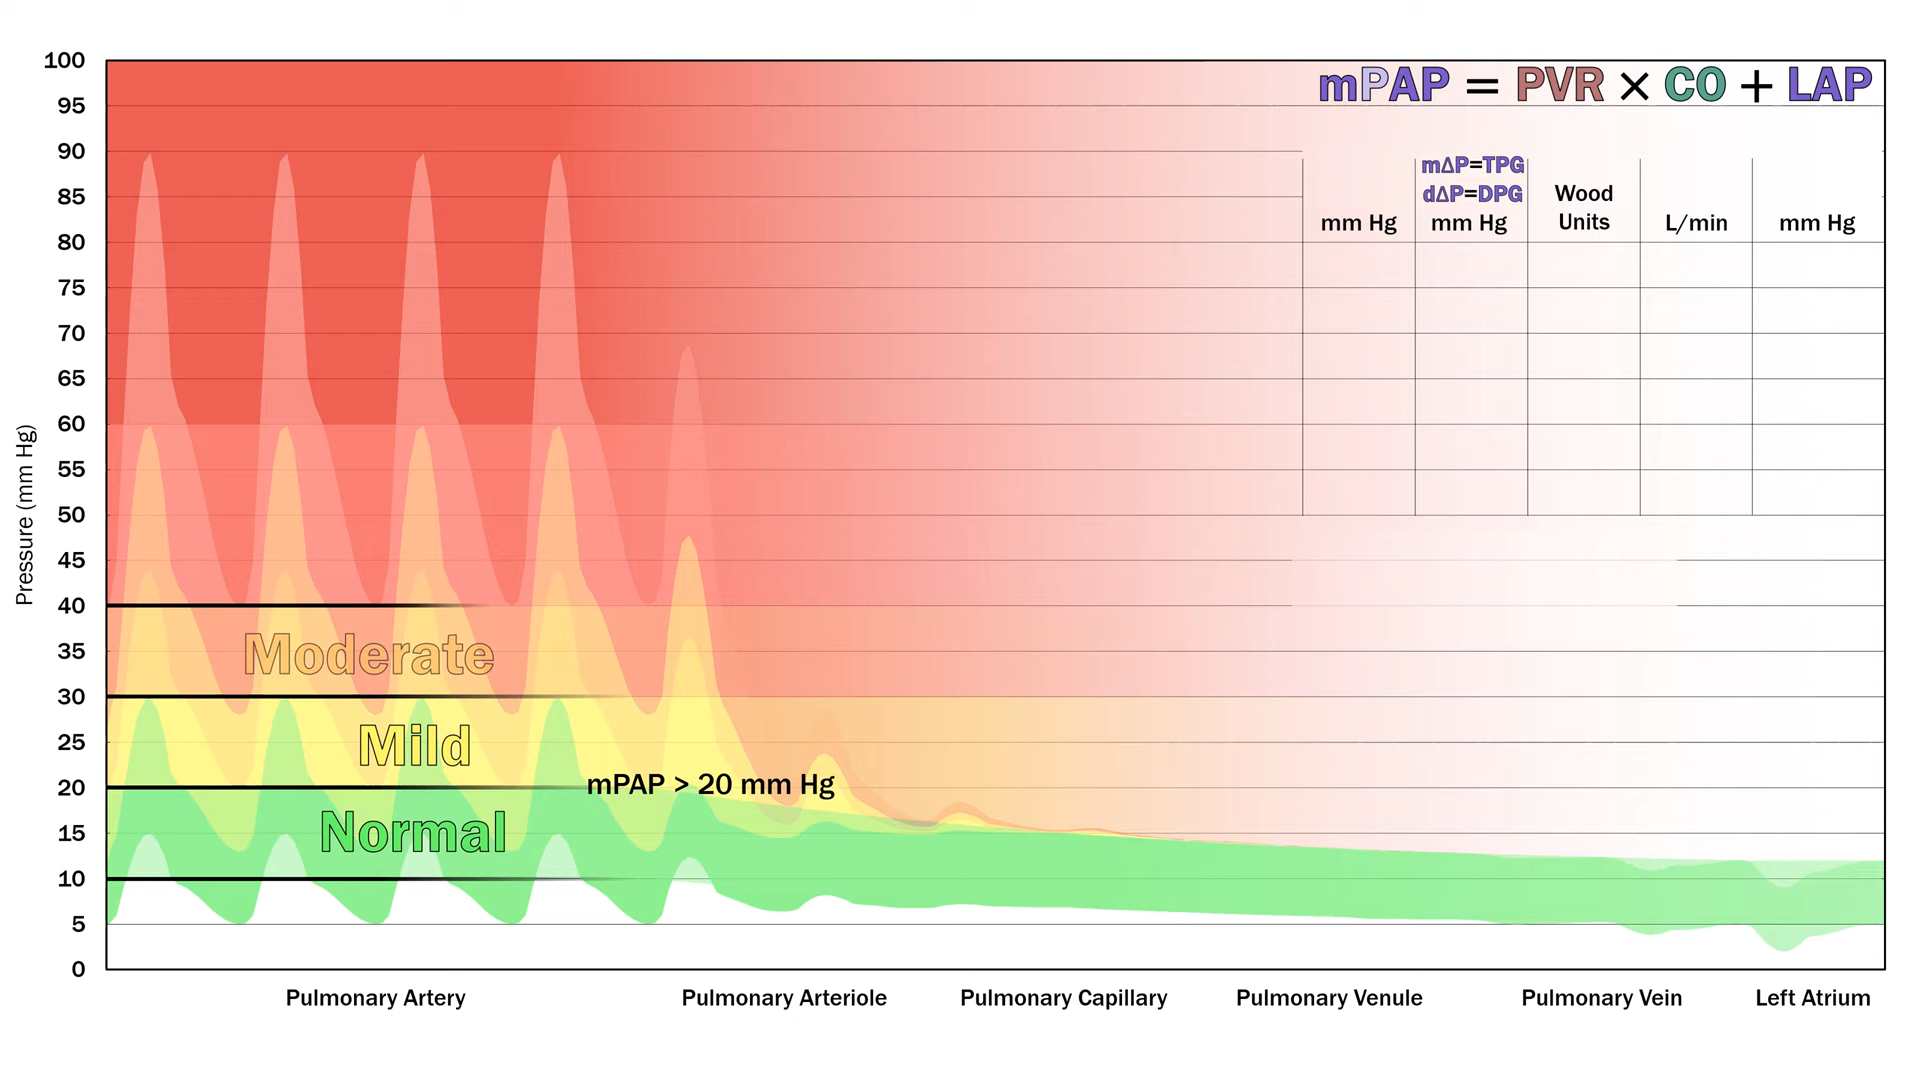 mPAP = PVR × CO + LAP
100
95
90
85
80
75
70
65
60
55
50
45
40
35
30
25
20
15
10
5
0
Pressure (mm Hg)
mm Hg
mΔP=TPG
dΔP=DPG
mm Hg
Wood
Units
L/min
mm Hg
Moderate
Mild
mPAP > 20 mm Hg
Normal
Pulmonary Artery
Pulmonary Arteriole
Pulmonary Capillary
Pulmonary Venule
Pulmonary Vein
Left Atrium